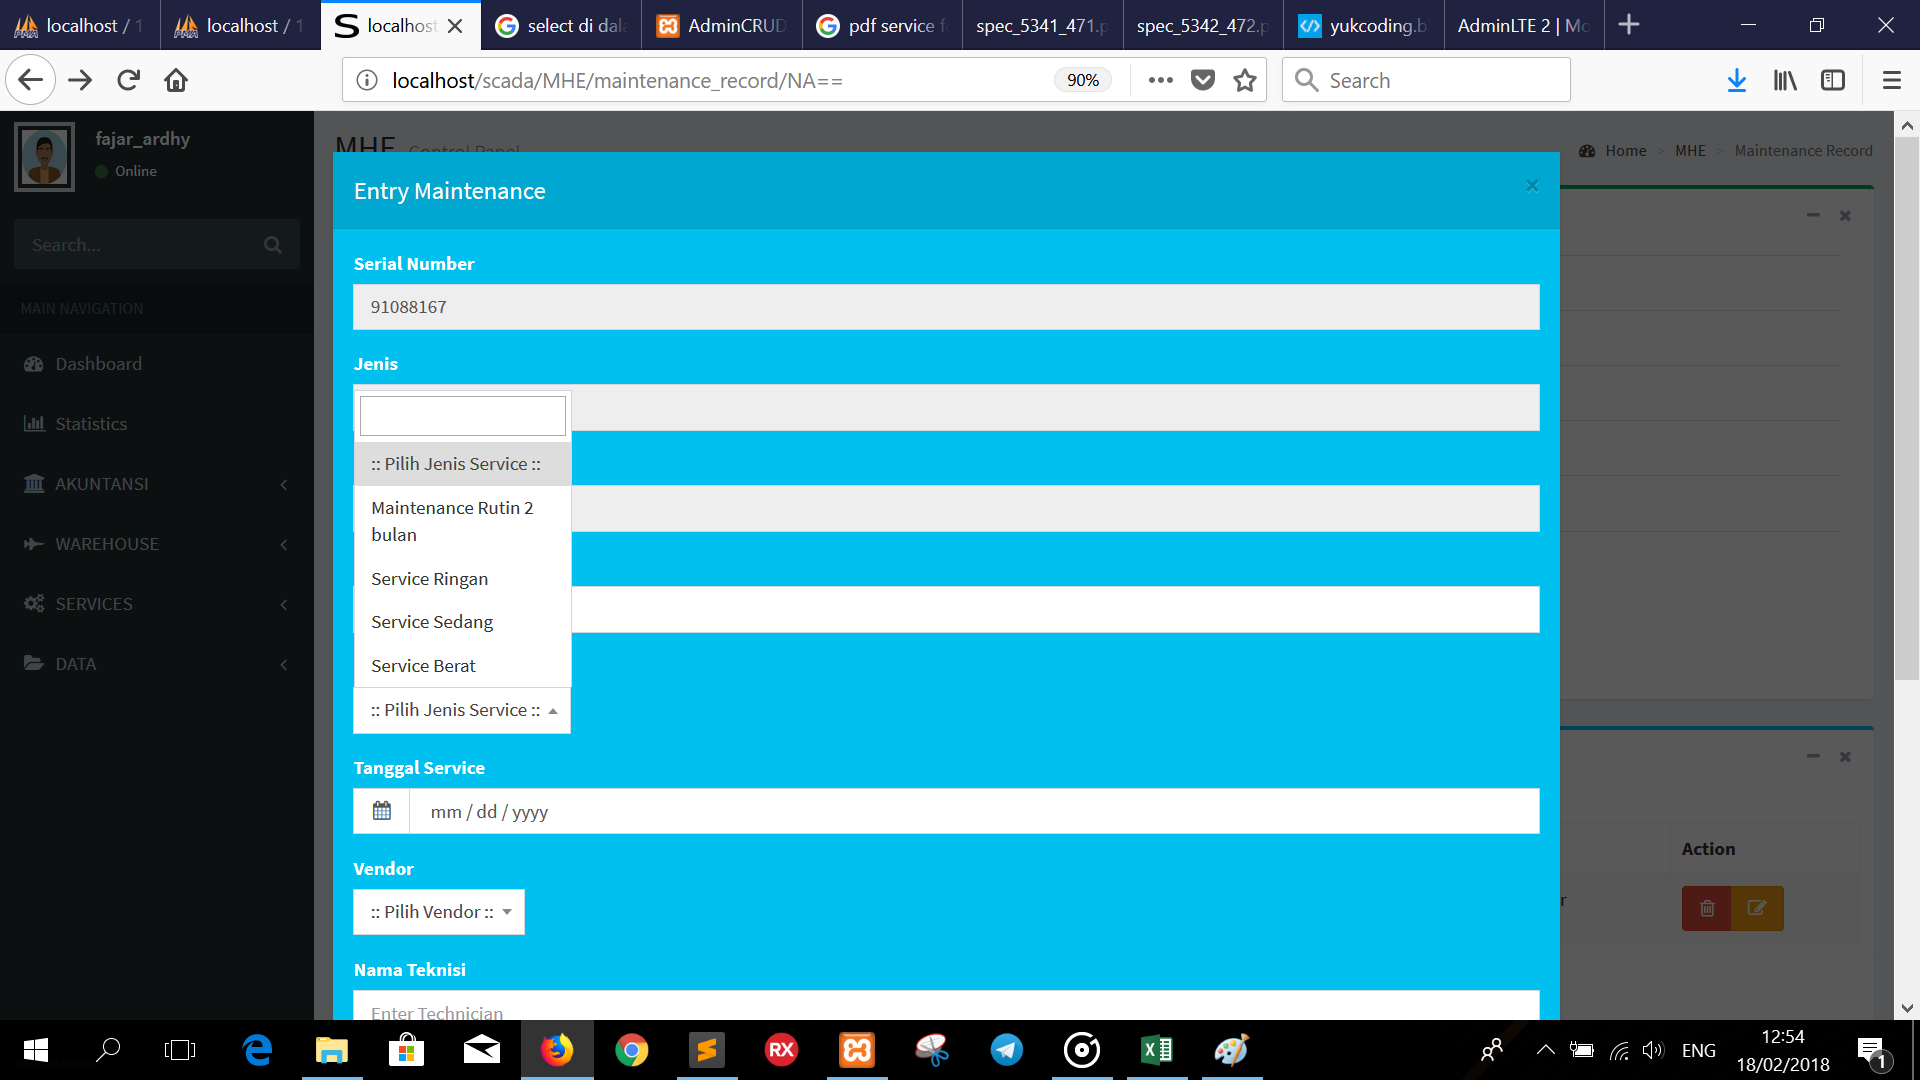 localhost / 1
localhost / 1
localhost
select di dala
AdminCRUD
pdf service f
spec_5341_471.p
spec_5342_472.p
yukcoding.b
AdminLTE 2 | Mo
localhost/scada/MHE/maintenance_record/NA==
90%
Search
fajar_ardhy
Online
Search...
MAIN NAVIGATION
Dashboard
Statistics
AKUNTANSI
WAREHOUSE
SERVICES
DATA
MHE Control Panel
Home > MHE > Maintenance Record
Entry Maintenance
×
Serial Number
91088167
Jenis
:: Pilih Jenis Service ::
Maintenance Rutin 2
bulan
Service Ringan
Service Sedang
Service Berat
:: Pilih Jenis Service ::
Tanggal Service
mm / dd / yyyy
Vendor
:: Pilih Vendor ::
Nama Teknisi
Enter Technician
Action
r
RX
ENG
12:54
18/02/2018
1